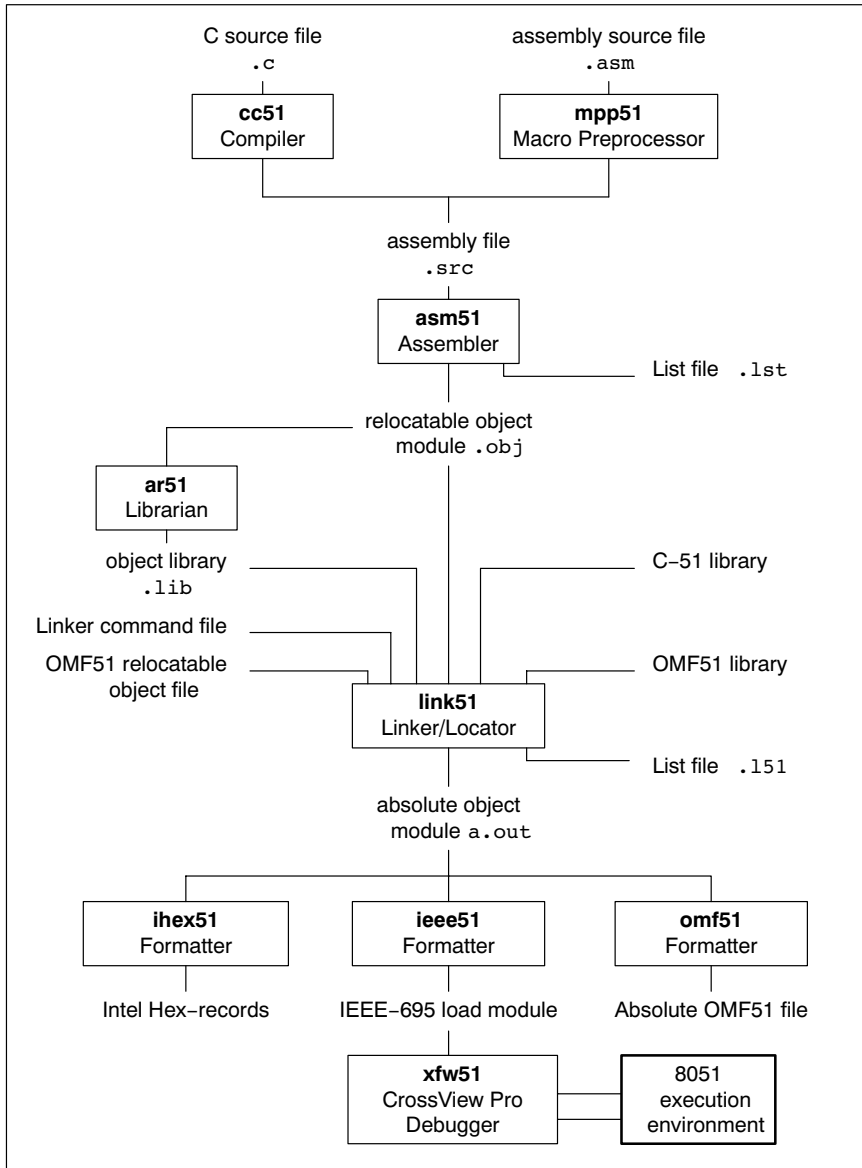 C source file
.c
assembly source file
.asm
cc51
Compiler
mpp51
Macro Preprocessor
assembly file
.src
asm51
Assembler
List file .lst
relocatable object
module .obj
ar51
Librarian
object library
.lib
C−51 library
Linker command file
OMF51 relocatable
object file
OMF51 library
link51
Linker/Locator
List file .l51
absolute object
module a.out
ihex51
Formatter
ieee51
Formatter
omf51
Formatter
Intel Hex−records
IEEE−695 load module
Absolute OMF51 file
xfw51
CrossView Pro
Debugger
8051
execution
environment